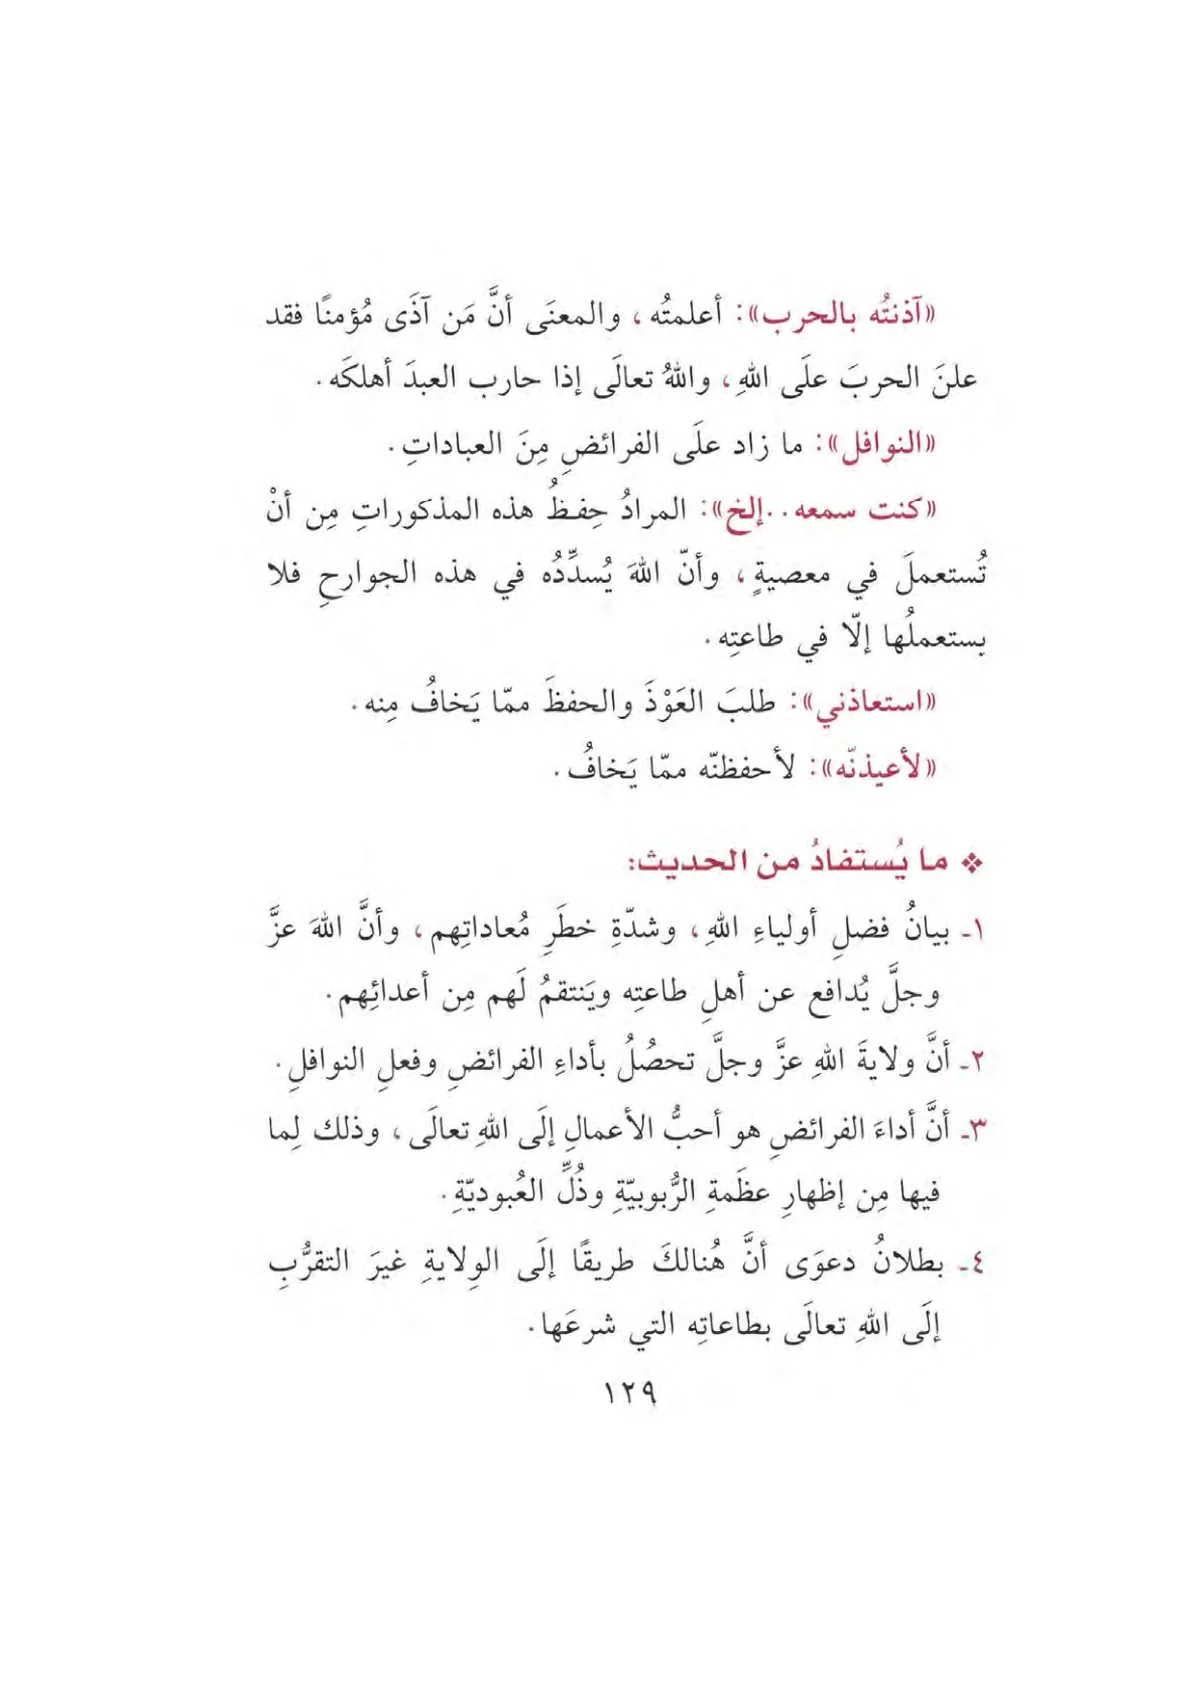 «آذنتُه بالحرب»: أعلمتُه، والمعنَى أنَّ مَن آذَى مُؤمنًا فقد
علنَ الحربَ علَى اللهِ، واللهُ تعالَى إذا حارب العبدَ أهلكَه.
«النوافل»: ما زاد علَى الفرائضِ مِنَ العباداتِ.
«كنت سمعه..إلخ»: المرادُ حِفظُ هذه المذكوراتِ مِن أنْ
تُستعملَ في معصيةٍ، وأنّ اللهَ يُسدِّدُه في هذه الجوارحِ فلا
يستعملُها إلّا في طاعتِه.
«استعاذني»: طلبَ العَوْذَ والحفظَ ممّا يَخافُ مِنه.
«لأعيذنّه»: لأحفظنّه ممّا يَخافُ.
❖ ما يُستفادُ من الحديث:
١ـ بيانُ فضلِ أولياءِ اللهِ، وشدّةِ خطَرِ مُعاداتِهم، وأنَّ اللهَ عزَّ
وجلَّ يُدافع عن أهلِ طاعتِه ويَنتقمُ لَهم مِن أعدائِهم.
٢ـ أنَّ ولايةَ اللهِ عزَّ وجلَّ تحصُلُ بأداءِ الفرائضِ وفعلِ النوافلِ.
٣ـ أنَّ أداءَ الفرائضِ هو أحبُّ الأعمالِ إلَى اللهِ تعالَى، وذلك لِما
فيها مِن إظهارِ عظَمةِ الرُّبوبيّةِ وذُلِّ العُبوديّةِ.
٤ـ بطلانُ دعوَى أنَّ هُنالكَ طريقًا إلَى الوِلايةِ غيرَ التقرُّبِ
إلَى اللهِ تعالَى بطاعاتِه التي شرعَها.
١٢٩